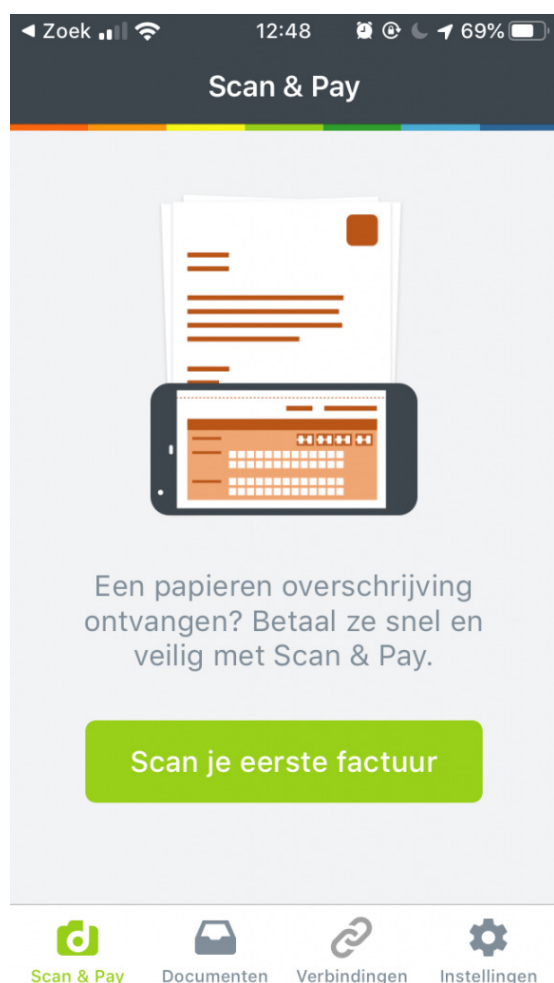 ◀ Zoek 12:48 69%
Scan & Pay
Een papieren overschrijving
ontvangen? Betaal ze snel en
veilig met Scan & Pay.
Scan je eerste factuur
Scan & Pay Documenten Verbindingen Instellingen